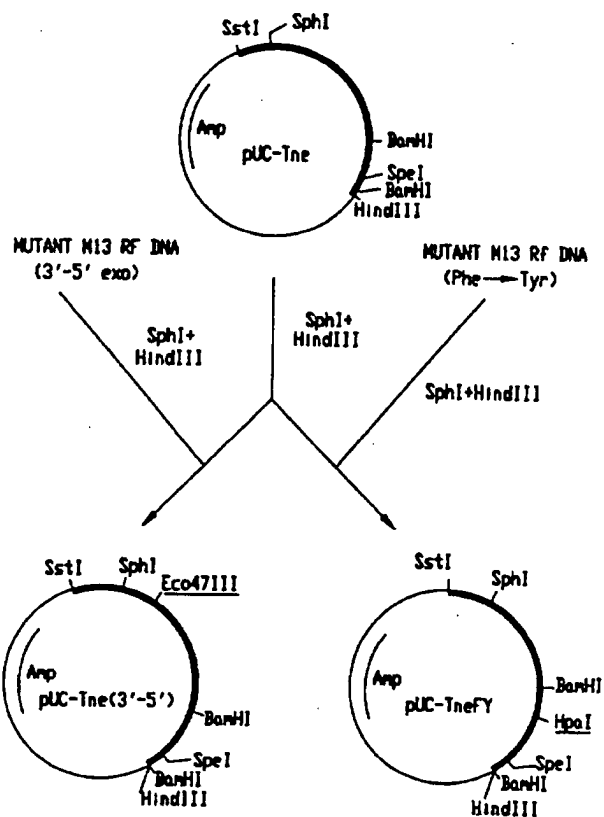 SstI
SphI
Amp
pUC-Tne
BamHI
SpeI
BamHI
HindIII
MUTANT M13 RF DNA
(3'-5' exo)
MUTANT M13 Rf DNA
(Phe → Tyr)
SphI+
HindIII
SphI+
HindIII
SphI+HindIII
SstI
SphI
Eco47III
Amp
pUC-Tne(3'-5')
BamHI
SpeI
BamHI
HindIII
SstI
SphI
Amp
pUC-TneFY
BamHI
HpaI
SpeI
BamHI
HindIII